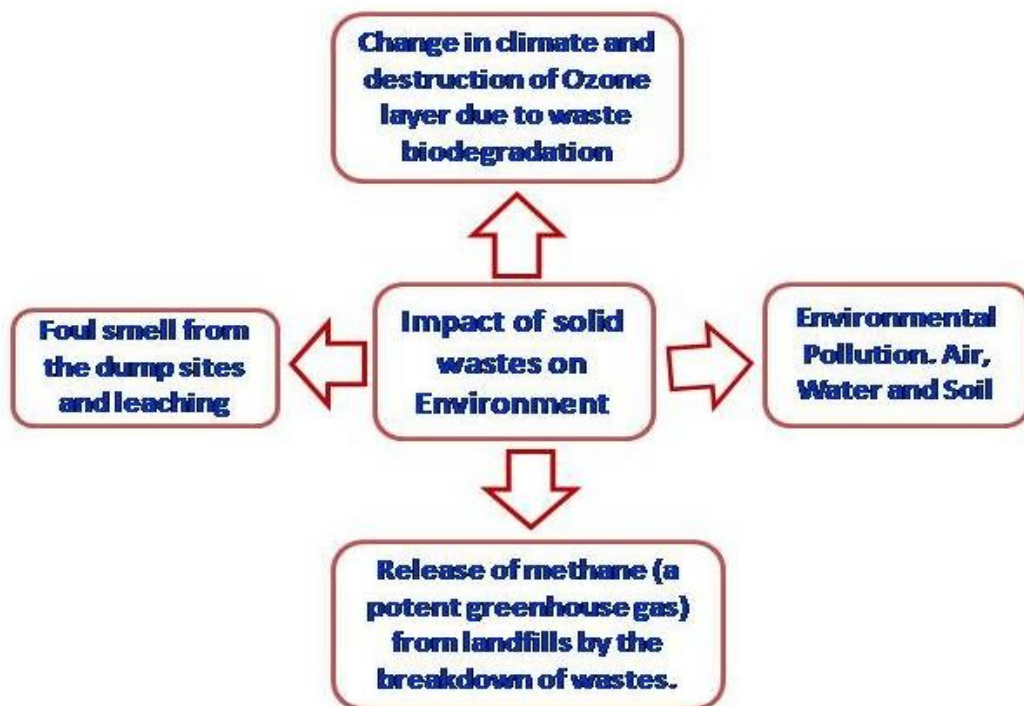 Change in climate and
destruction of Ozone
layer due to waste
biodegradation
Foul smell from
the dump sites
and leaching
Impact of solid
wastes on
Environment
Environmental
Pollution. Air,
Water and Soil
Release of methane (a
potent greenhouse gas)
from landfills by the
breakdown of wastes.